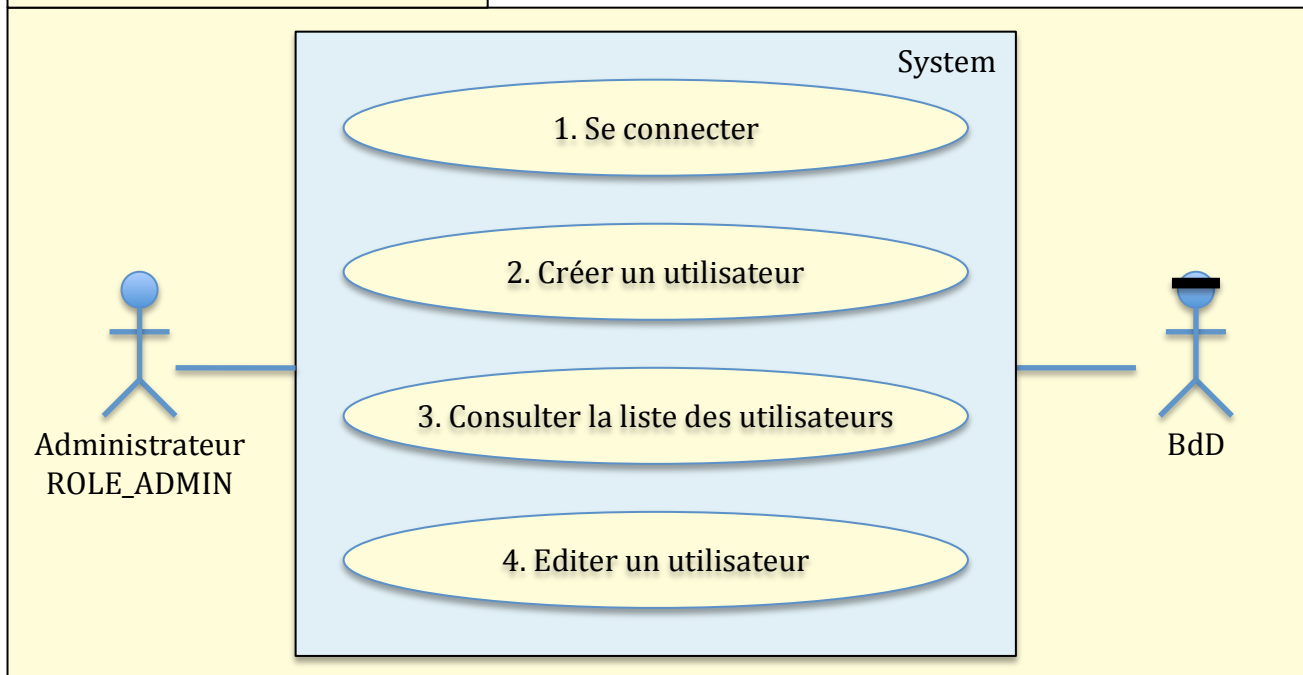 System
1. Se connecter
2. Créer un utilisateur
3. Consulter la liste des utilisateurs
4. Editer un utilisateur
Administrateur
ROLE_ADMIN
BdD